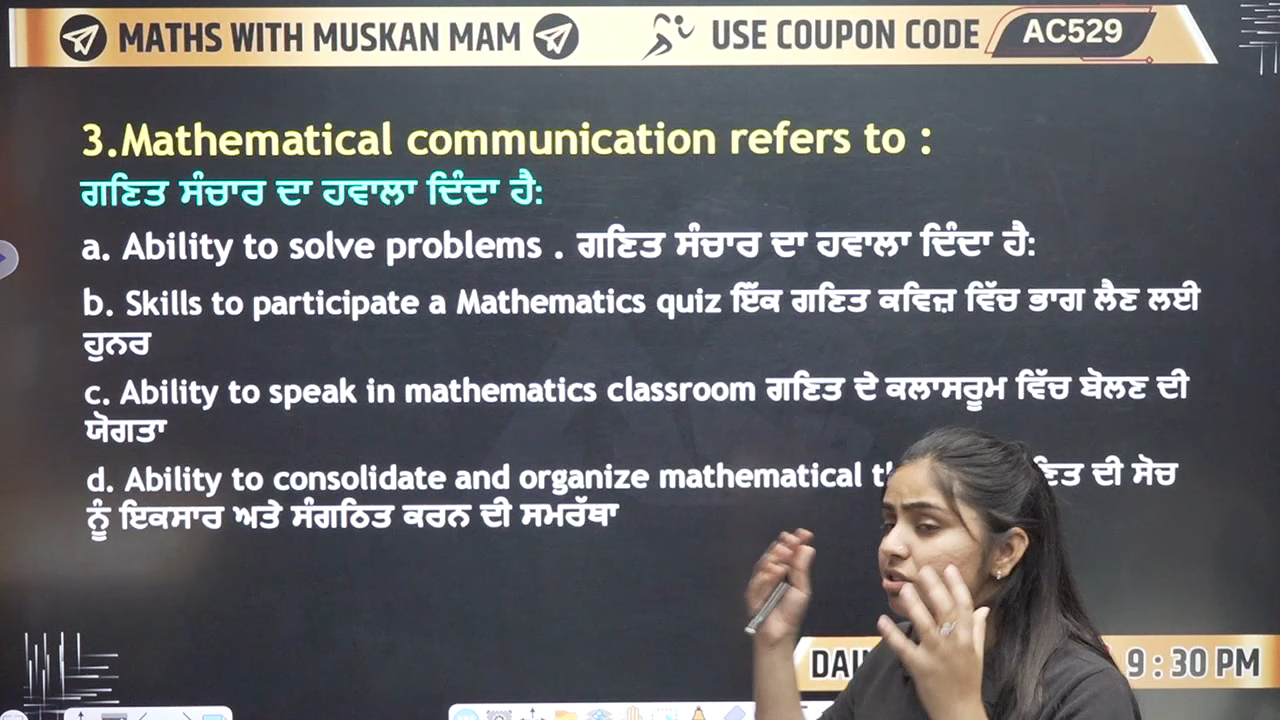 MATHS WITH MUSKAN MAM USE COUPON CODE AC529
3.Mathematical communication refers to :
ਗਣਿਤ ਸੰਚਾਰ ਦਾ ਹਵਾਲਾ ਦਿੰਦਾ ਹੈ:
a. Ability to solve problems . ਗਣਿਤ ਸੰਚਾਰ ਦਾ ਹਵਾਲਾ ਦਿੰਦਾ ਹੈ:
b. Skills to participate a Mathematics quiz ਇੱਕ ਗਣਿਤ ਕਵਿਜ਼ ਵਿੱਚ ਭਾਗ ਲੈਣ ਲਈ
ਹੁਨਰ
c. Ability to speak in mathematics classroom ਗਣਿਤ ਦੇ ਕਲਾਸਰੂਮ ਵਿੱਚ ਬੋਲਣ ਦੀ
ਯੋਗਤਾ
d. Ability to consolidate and organize mathematical ਦੀ ਸੋਚ
ਨੂੰ ਇਕਸਾਰ ਅਤੇ ਸੰਗਠਿਤ ਕਰਨ ਦੀ ਸਮਰੱਥਾ
9 : 30 PM